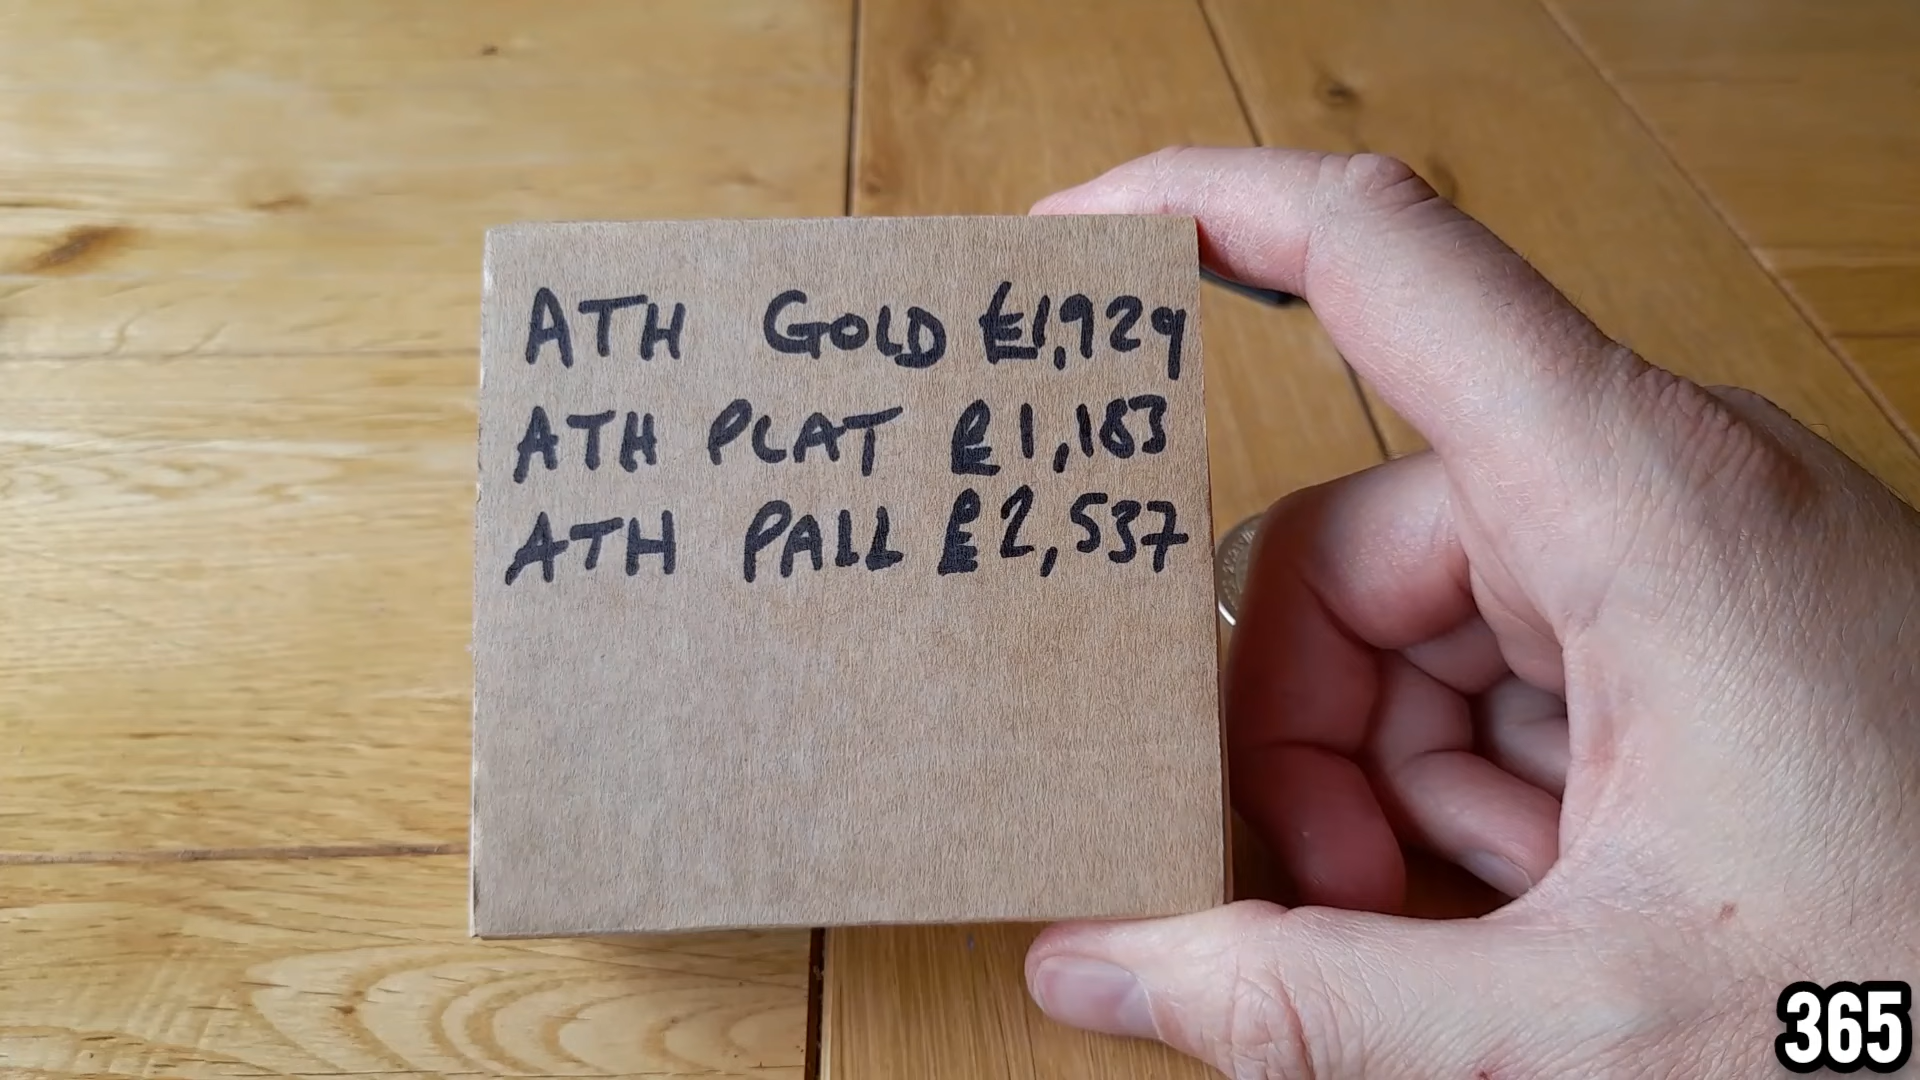 ATH GOLD £1,929
ATH PLAT £1,183
ATH PALL £2,537
365